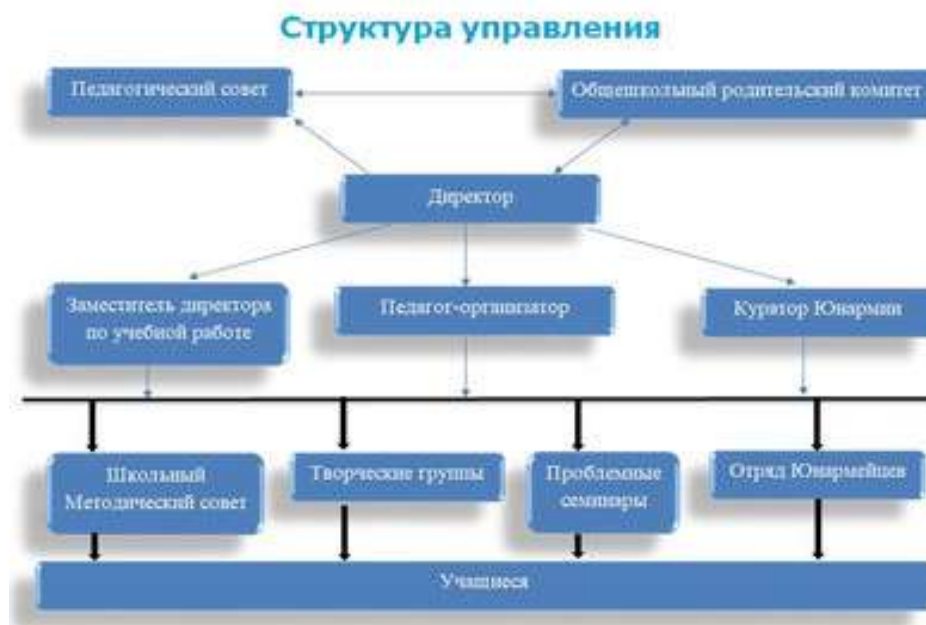 Структура управления
Педагогический совет
Общешкольный родительский комитет
Директор
Заместитель директора
по учебной работе
Педагог-организатор
Куратор Юнармии
Школьный
Методический совет
Творческие группы
Проблемные
семиниры
Отряд Юнармейцев
Учащиеся